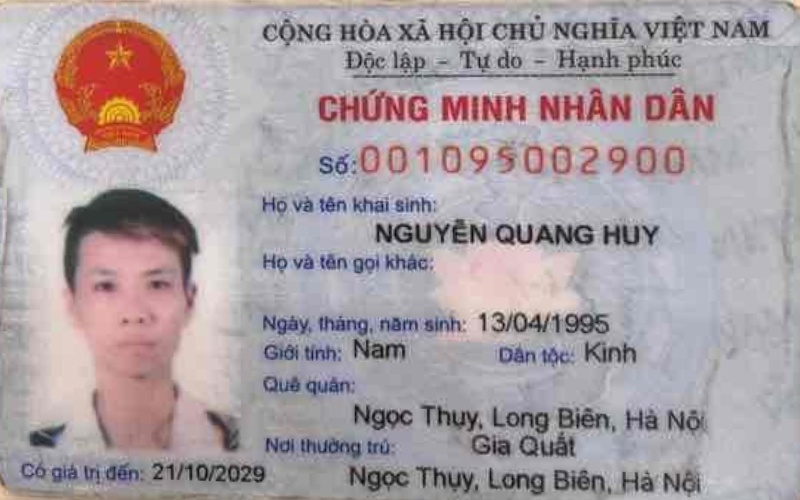 CỘNG HÒA XÃ HỘI CHỦ NGHĨA VIỆT NAM
Độc lập - Tự do - Hạnh phúc
CHỨNG MINH NHÂN DÂN
Số: 001095002900
Họ và tên khai sinh:
NGUYỄN QUANG HUY
Họ và tên gọi khác:
Ngày, tháng, năm sinh: 13/04/1995
Giới tính: Nam Dân tộc: Kinh
Quê quán:
Ngọc Thụy, Long Biên, Hà Nội
Nơi thường trú: Gia Quất
Ngọc Thụy, Long Biên, Hà Nội
Có giá trị đến: 21/10/2029